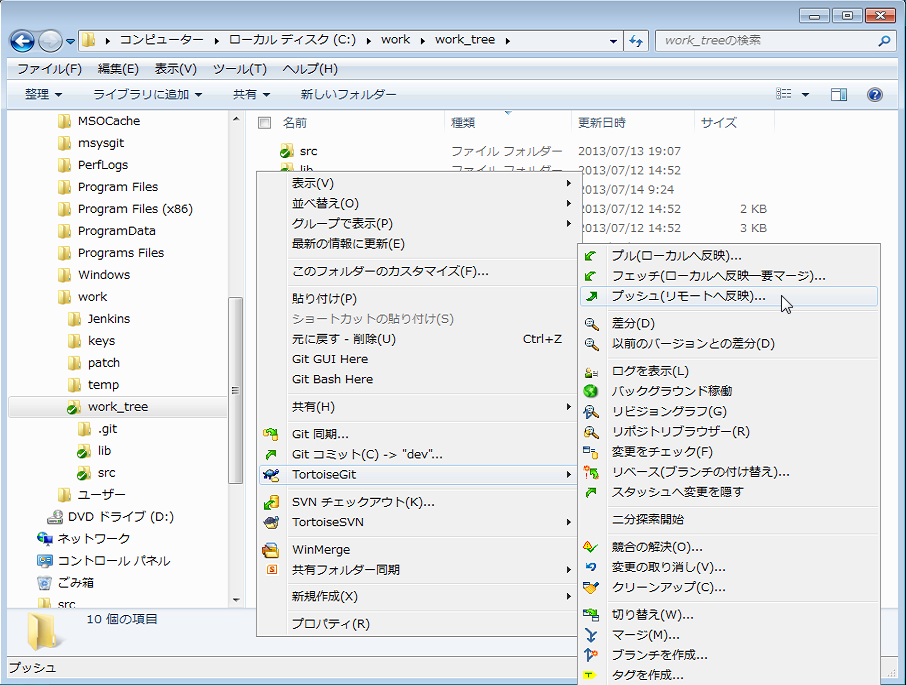 コンピューター ▸ ローカル ディスク (C:) ▸ work ▸ work_tree ▸
work_treeの検索
ファイル(F) 編集(E) 表示(V) ツール(T) ヘルプ(H)
整理 ライブラリに追加 共有 新しいフォルダー
MSOCache
msysgit
PerfLogs
Program Files
Program Files (x86)
ProgramData
Programs Files
Windows
work
Jenkins
keys
patch
temp
work_tree
.git
lib
src
ユーザー
DVD ドライブ (D:)
ネットワーク
コントロール パネル
ごみ箱
src
名前 種類 更新日時 サイズ
src ファイル フォルダー 2013/07/13 19:07
lib ファイル フォルダー 2013/07/12 14:52
2013/07/14 9:24
2013/07/12 14:52 2 KB
2013/07/12 14:52 3 KB
表示(V)
並べ替え(O)
グループで表示(P)
最新の情報に更新(E)
このフォルダーのカスタマイズ(F)...
貼り付け(P)
ショートカットの貼り付け(S)
元に戻す - 削除(U) Ctrl+Z
Git GUI Here
Git Bash Here
共有(H)
Git 同期...
Git コミット(C) -> "dev"...
TortoiseGit
SVN チェックアウト(K)...
TortoiseSVN
WinMerge
共有フォルダー同期
新規作成(X)
プロパティ(R)
プル(ローカルへ反映)...
フェッチ(ローカルへ反映―要マージ)...
プッシュ(リモートへ反映)...
差分(D)
以前のバージョンとの差分(D)
ログを表示(L)
バックグラウンド稼働
リビジョングラフ(G)
リポジトリブラウザー(R)
変更をチェック(F)
リベース(ブランチの付け替え)...
スタッシュへ変更を隠す
二分探索開始
競合の解決(O)...
変更の取り消し(V)...
クリーンアップ(C)...
切り替え(W)...
マージ(M)...
ブランチを作成...
タグを作成...
10 個の項目
プッシュ